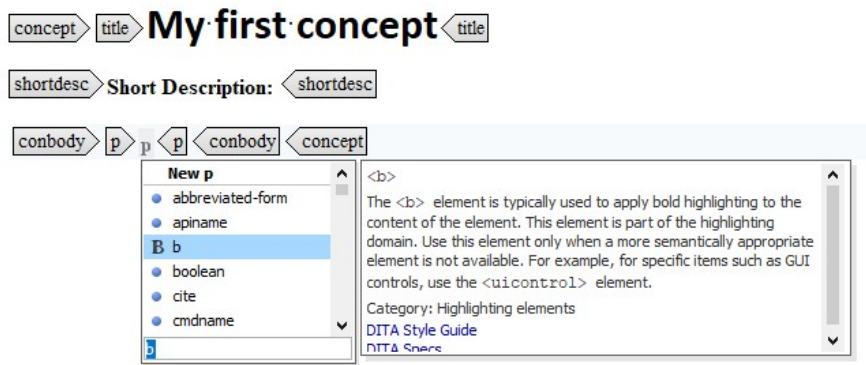 concept title My first concept title
shortdesc Short Description: shortdesc
conbody p p p conbody concept
New p
abbreviated-form
apiname
B b
boolean
cite
cmdname
b
<b>
The <b> element is typically used to apply bold highlighting to the
content of the element. This element is part of the highlighting
domain. Use this element only when a more semantically appropriate
element is not available. For example, for specific items such as GUI
controls, use the <uicontrol> element.
Category: Highlighting elements
DITA Style Guide
DITA Specs